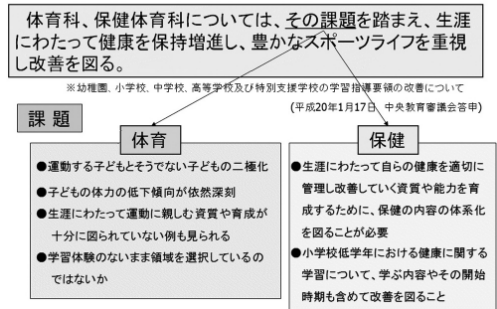 体育科、保健体育科については、その課題を踏まえ、生涯
にわたって健康を保持増進し、豊かなスポーツライフを重視
し改善を図る。
※幼稚園、小学校、中学校、高等学校及び特別支援学校の学習指導要領の改善について
(平成20年1月17日 中央教育審議会答申)
課 題
体育
●運動する子どもとそうでない子どもの二極化
●子どもの体力の低下傾向が依然深刻
●生涯にわたって運動に親しむ資質や育成が
十分に図られていない例も見られる
●学習体験のないまま領域を選択しているの
ではないか
保健
●生涯にわたって自らの健康を適切に
管理し改善していく資質や能力を育
成するために、保健の内容の体系化
を図ることが必要
●小学校低学年における健康に関する
学習について、学ぶ内容やその開始
時期も含めて改善を図ること